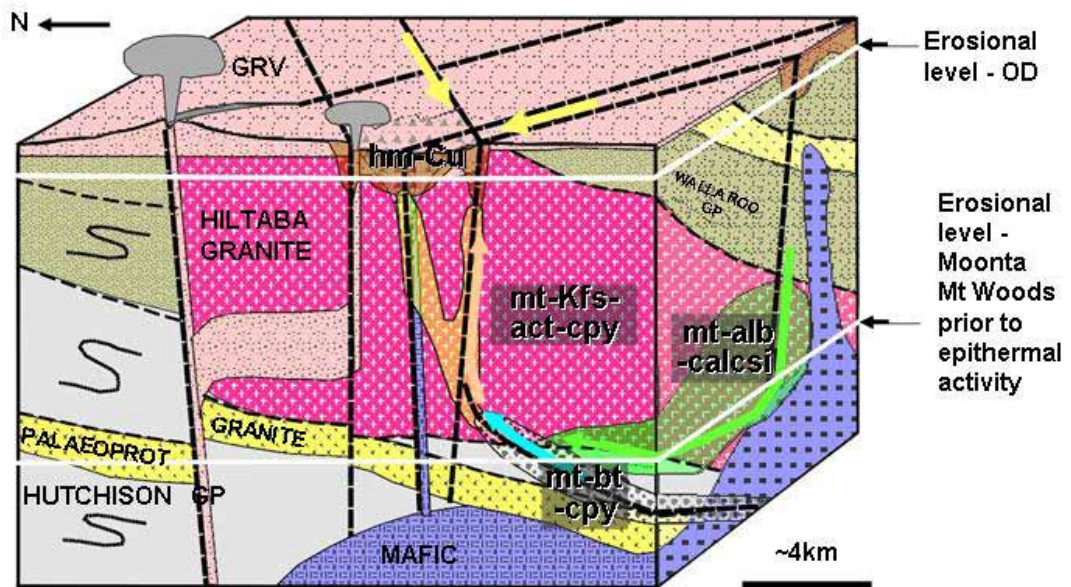 N
GRV
Erosional
level - OD
hm-Cu
WALLAROO
GP
HILTABA
GRANITE
Erosional
level -
Moonta
Mt Woods
prior to
epithermal
activity
mt-Kfs-
act-cpy
mt-alb
-calcsi
PALAEOPROT GRANITE
HUTCHISON GP
mt-bt
-cpy
MAFIC
~4km